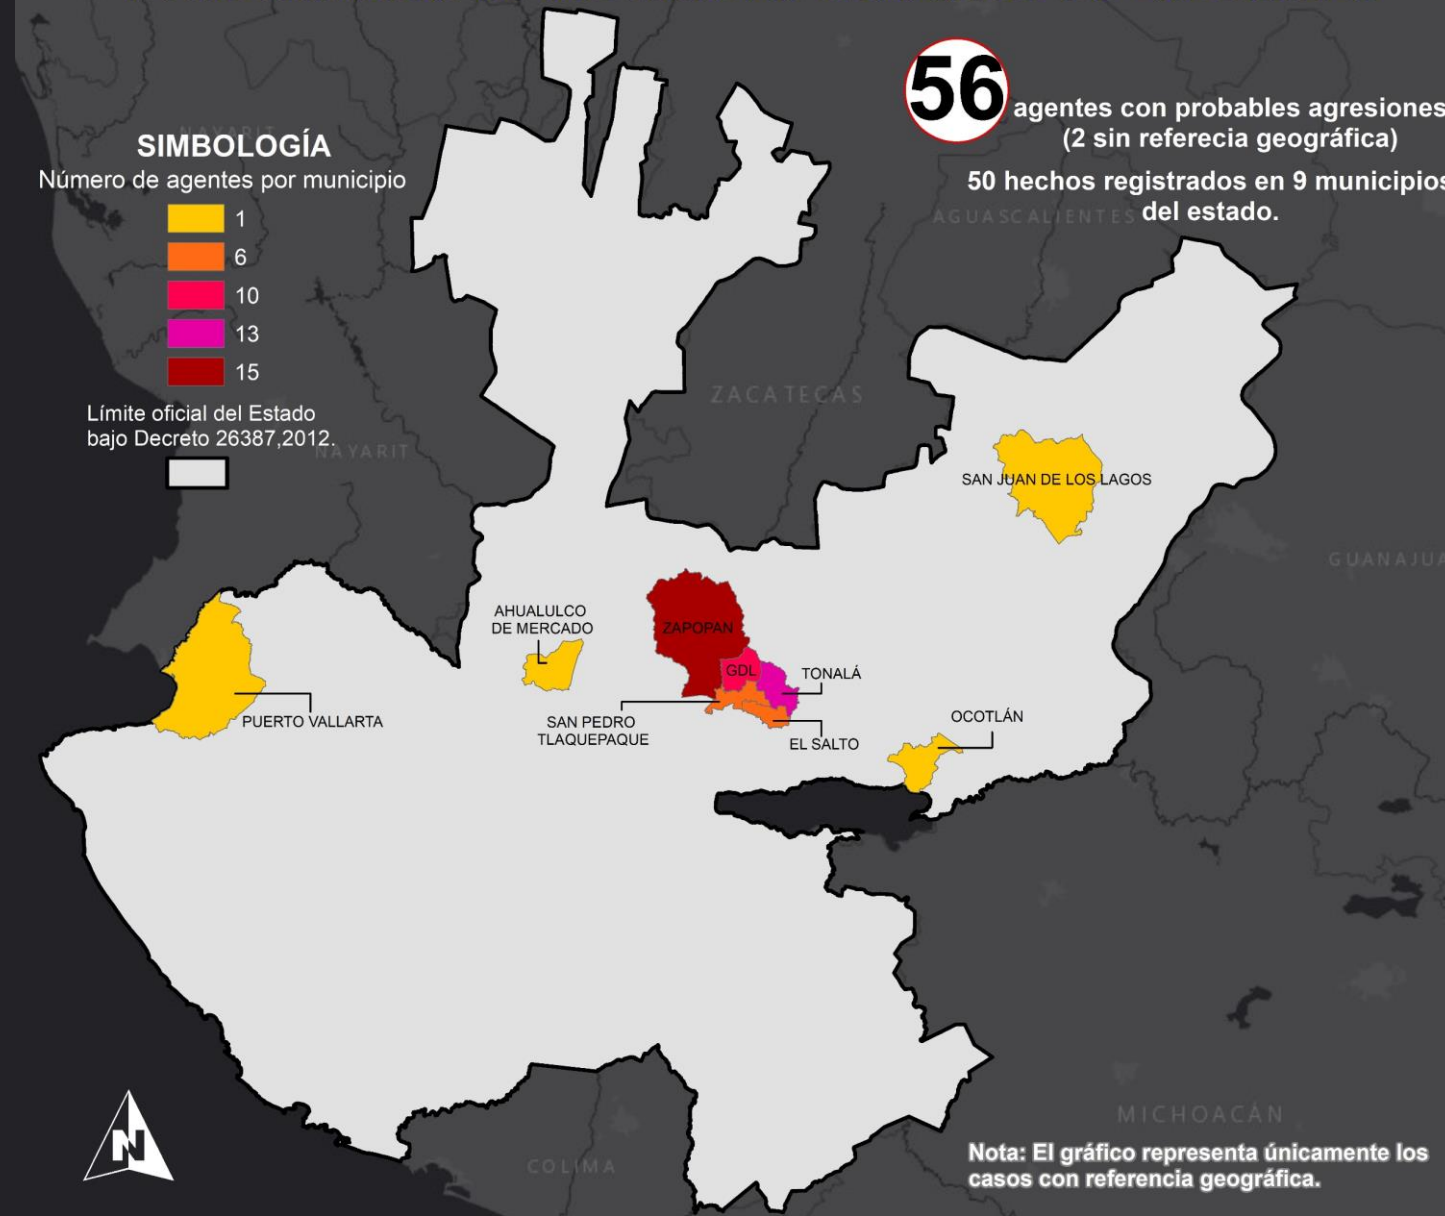 56
agentes con probables agresiones
(2 sin referecia geográfica)
50 hechos registrados en 9 municipios
del estado.
SIMBOLOGÍA
Número de agentes por municipio
1
6
10
13
15
Límite oficial del Estado
bajo Decreto 26387,2012.
NAYARIT
NAYARIT
AGUASCALIENTES
ZACATECAS
SAN JUAN DE LOS LAGOS
GUANAJUA
AHUALULCO
DE MERCADO
ZAPOPAN
GDL
TONALÁ
PUERTO VALLARTA
SAN PEDRO
TLAQUEPAQUE
EL SALTO
OCOTLÁN
MICHOACÁN
COLIMA
N
Nota: El gráfico representa únicamente los
casos con referencia geográfica.